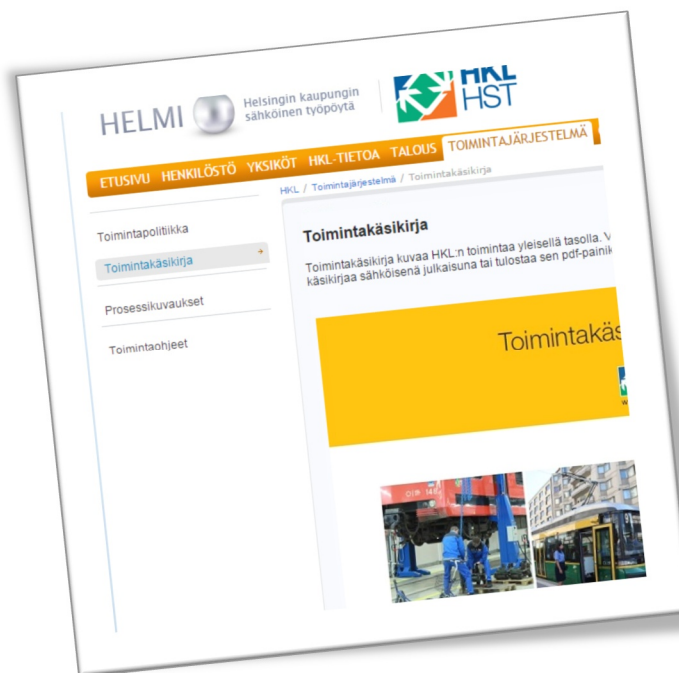 HELMI
Helsingin kaupungin
sähköinen työpöytä
HKL
HST
ETUSIVU HENKILÖSTÖ YKSIKÖT HKL-TIETOA TALOUS TOIMINTAJÄRJESTELMÄ
HKL / Toimintajärjestelmä / Toimintakäsikirja
Toimintapolitiikka
Toimintakäsikirja
Prosessikuvaukset
Toimintaohjeet
Toimintakäsikirja
Toimintakäsikirja kuvaa HKL:n toimintaa yleisellä tasolla. V
käsikirjaa sähköisenä julkaisuna tai tulostaa sen pdf-painik
Toimintakäs